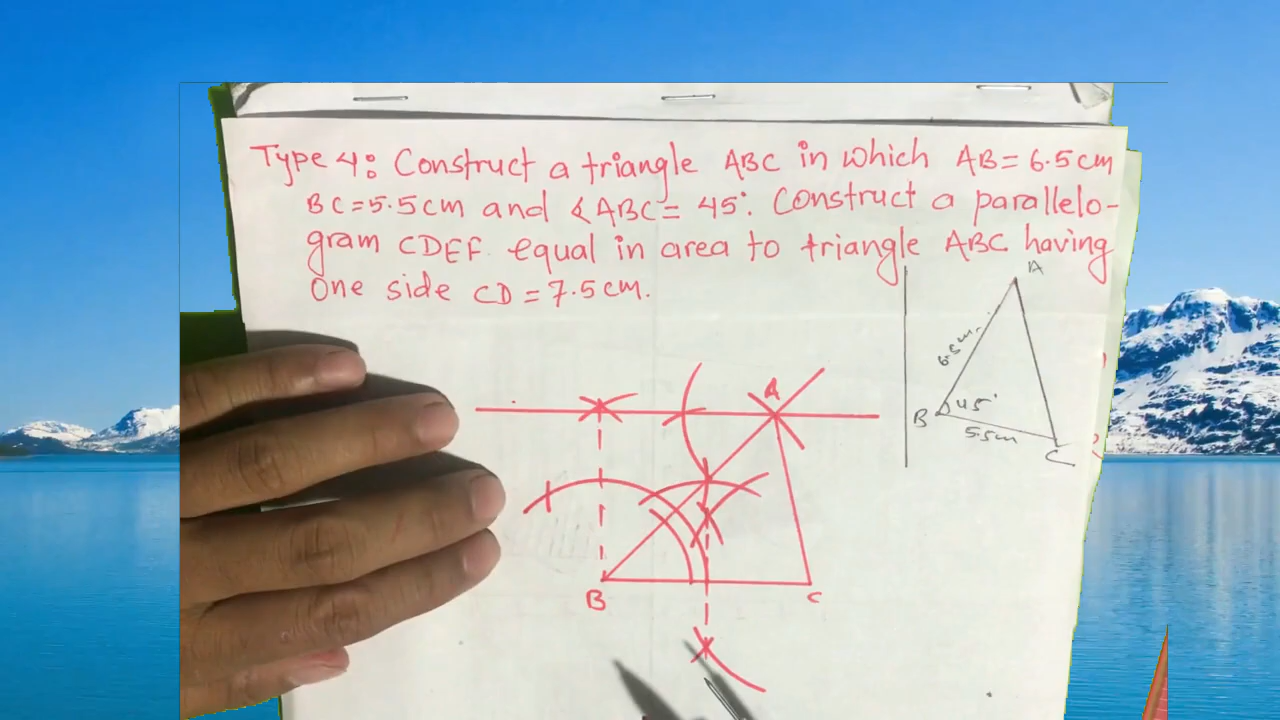 Type 4: Construct a triangle ABC in which AB = 6.5cm
BC=5.5cm and ∡ABC= 45°. Construct a parallelo-
gram CDEF equal in area to triangle ABC having
one side CD = 7.5cm.
A
6.5cm
B 45°
5.5cm
C
A
B
C